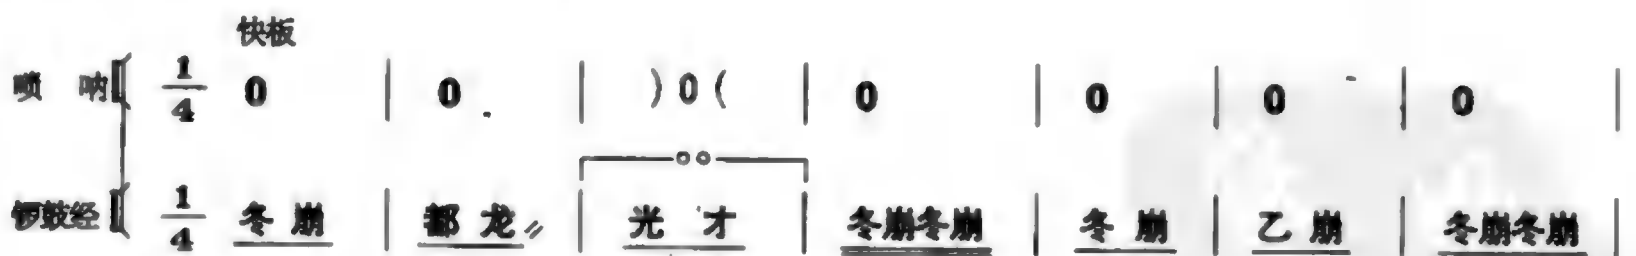 快板
唢 呐 1/4 0 | 0 | )0( | 0 | 0 | 0 | 0 |
锣鼓经 1/4 冬 崩 | 都 龙〃 | 光 才 | 冬崩冬崩 | 冬 崩 | 乙 崩 | 冬崩冬崩 |